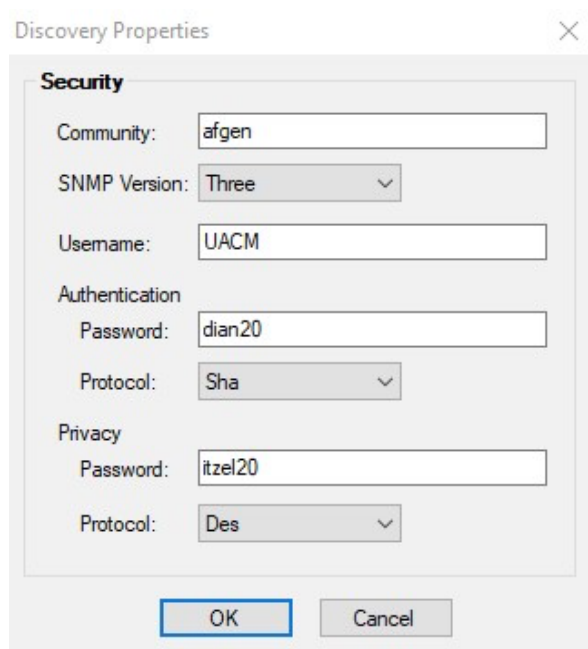 Discovery Properties
Security
Community: afgen
SNMP Version: Three
Username: UACM
Authentication
Password: dian20
Protocol: Sha
Privacy
Password: itzel20
Protocol: Des
OK Cancel